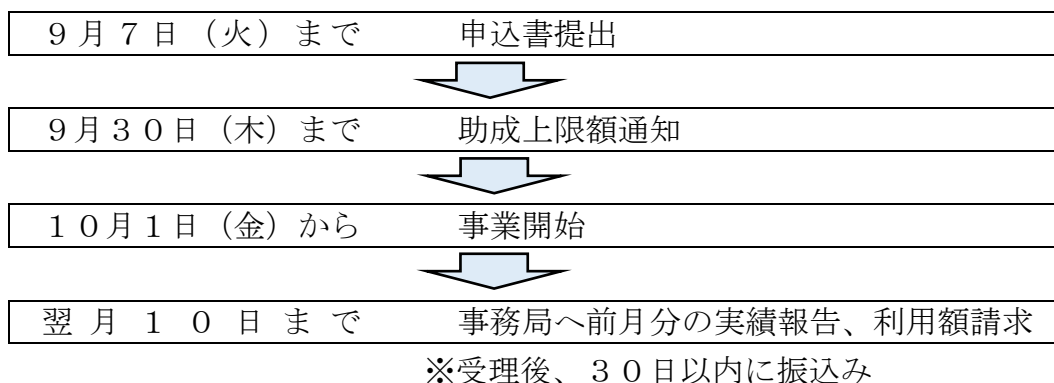 ９月７日（火）まで　申込書提出
９月３０日（木）まで　助成上限額通知
１０月１日（金）から　事業開始
翌月１０日まで　事務局へ前月分の実績報告、利用額請求
※受理後、３０日以内に振込み